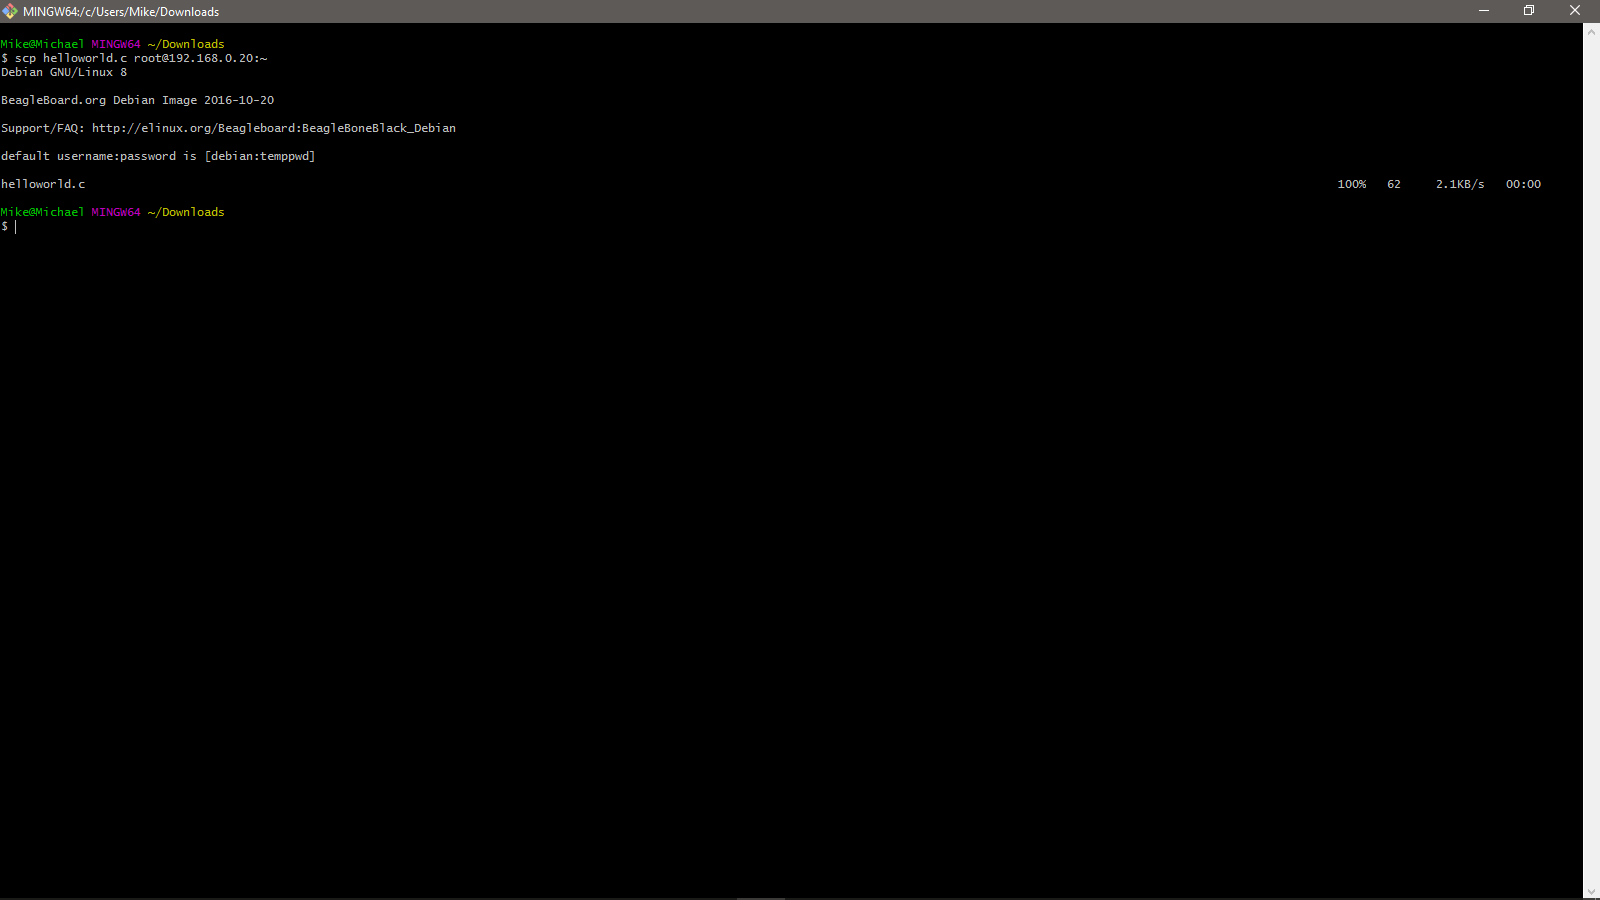 MINGW64:/c/Users/Mike/Downloads
Mike@Michael MINGW64 ~/Downloads
$ scp helloworld.c root@192.168.0.20:~
Debian GNU/Linux 8
BeagleBoard.org Debian Image 2016-10-20
Support/FAQ: http://elinux.org/Beagleboard:BeagleBoneBlack_Debian
default username:password is [debian:temppwd]
helloworld.c 100% 62 2.1KB/s 00:00
Mike@Michael MINGW64 ~/Downloads
$